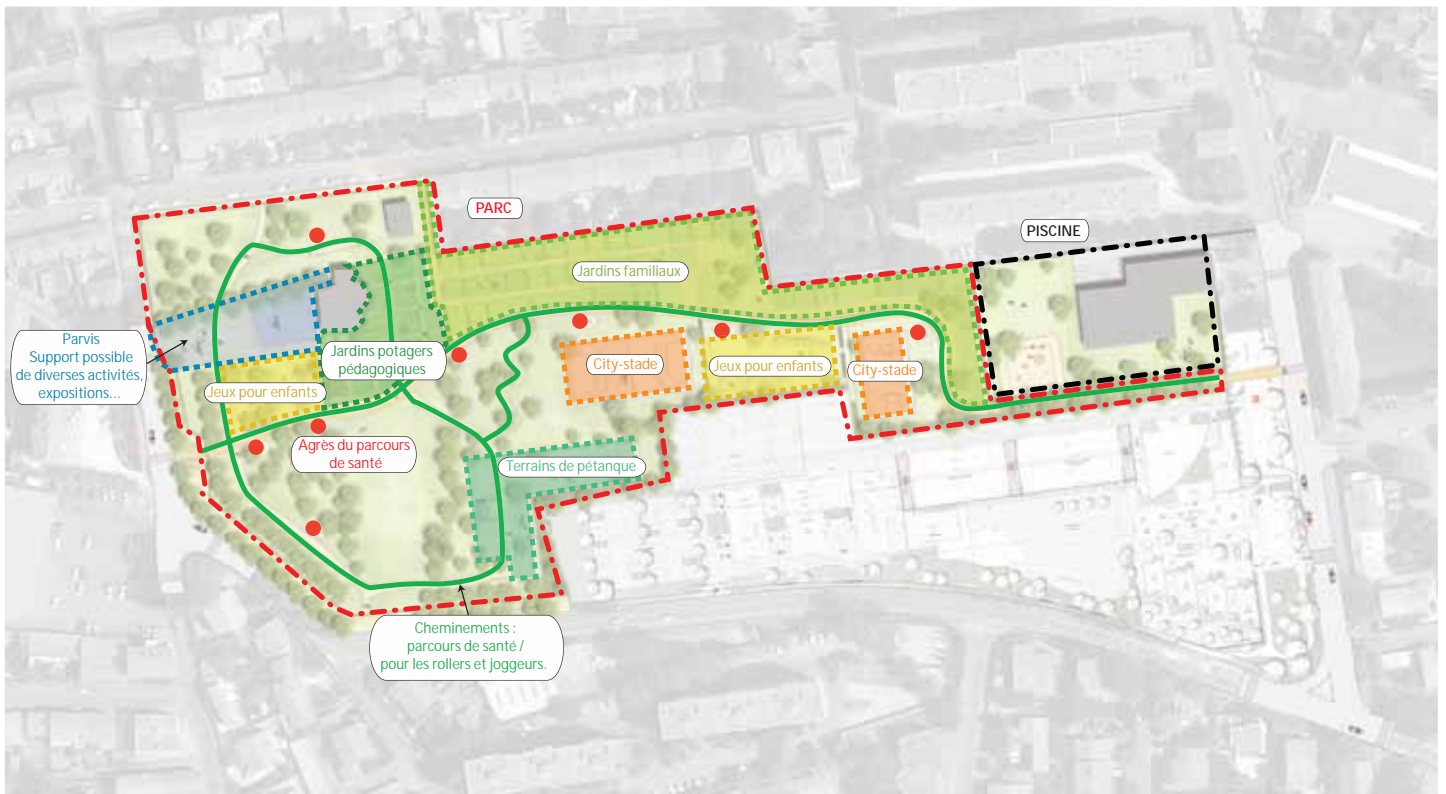 PARC
PISCINE
Jardins familiaux
Parvis
Support possible
de diverses activités,
expositions...
Jardins potagers
pédagogiques
City-stade
Jeux pour enfants
City-stade
Jeux pour enfants
Agrès du parcours
de santé
Terrains de pétanque
Cheminements :
parcours de santé /
pour les rollers et joggeurs.